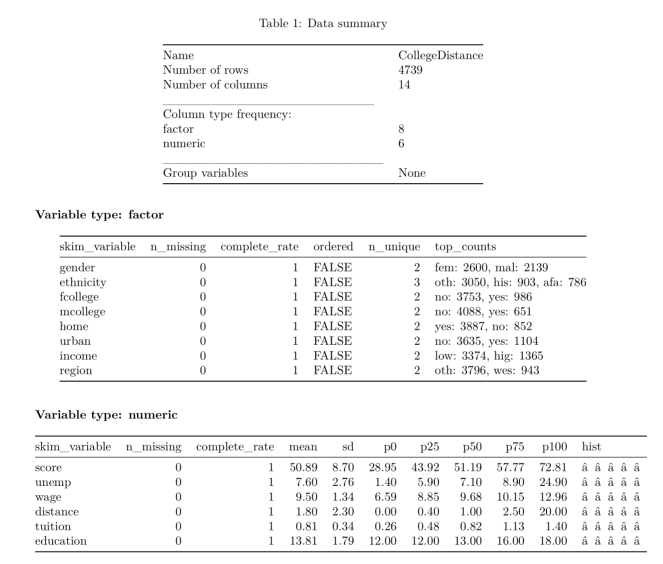 Table 1: Data summary
Name CollegeDistance
Number of rows 4739
Number of columns 14
Column type frequency:
factor 8
numeric 6
Group variables None
Variable type: factor
skim_variable n_missing complete_rate ordered n_unique top_counts
gender 0 1 FALSE 2 fem: 2600, mal: 2139
ethnicity 0 1 FALSE 3 oth: 3050, his: 903, afa: 786
fcollege 0 1 FALSE 2 no: 3753, yes: 986
mcollege 0 1 FALSE 2 no: 4088, yes: 651
home 0 1 FALSE 2 yes: 3887, no: 852
urban 0 1 FALSE 2 no: 3635, yes: 1104
income 0 1 FALSE 2 low: 3374, hig: 1365
region 0 1 FALSE 2 oth: 3796, wes: 943
Variable type: numeric
skim_variable n_missing complete_rate mean sd p0 p25 p50 p75 p100 hist
score 0 1 50.89 8.70 28.95 43.92 51.19 57.77 72.81 â â â â â
unemp 0 1 7.60 2.76 1.40 5.90 7.10 8.90 24.90 â â â â â
wage 0 1 9.50 1.34 6.59 8.85 9.68 10.15 12.96 â â â â â
distance 0 1 1.80 2.30 0.00 0.40 1.00 2.50 20.00 â â â â â
tuition 0 1 0.81 0.34 0.26 0.48 0.82 1.13 1.40 â â â â â
education 0 1 13.81 1.79 12.00 12.00 13.00 16.00 18.00 â â â â â